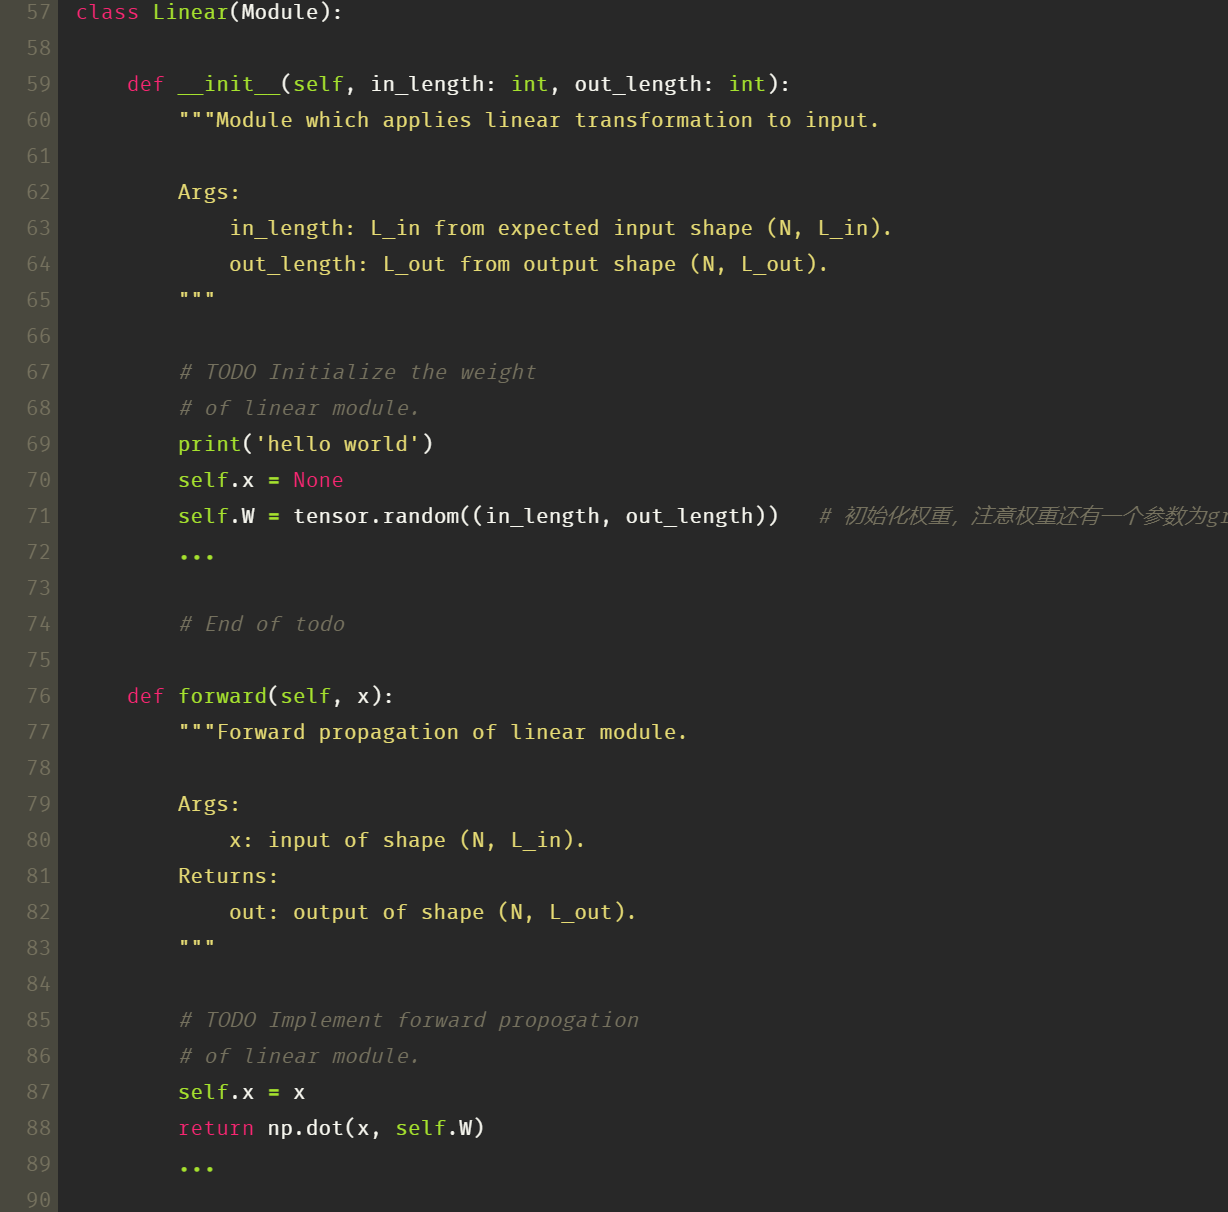 57 class Linear(Module):
58
59     def __init__(self, in_length: int, out_length: int):
60         """Module which applies linear transformation to input.
61
62         Args:
63             in_length: L_in from expected input shape (N, L_in).
64             out_length: L_out from output shape (N, L_out).
65         """
66
67         # TODO Initialize the weight
68         # of linear module.
69         print('hello world')
70         self.x = None
71         self.W = tensor.random((in_length, out_length))   # 初始化权重, 注意权重还有一个参数为gr
72         ...
73
74         # End of todo
75
76     def forward(self, x):
77         """Forward propagation of linear module.
78
79         Args:
80             x: input of shape (N, L_in).
81         Returns:
82             out: output of shape (N, L_out).
83         """
84
85         # TODO Implement forward propogation
86         # of linear module.
87         self.x = x
88         return np.dot(x, self.W)
89         ...
90